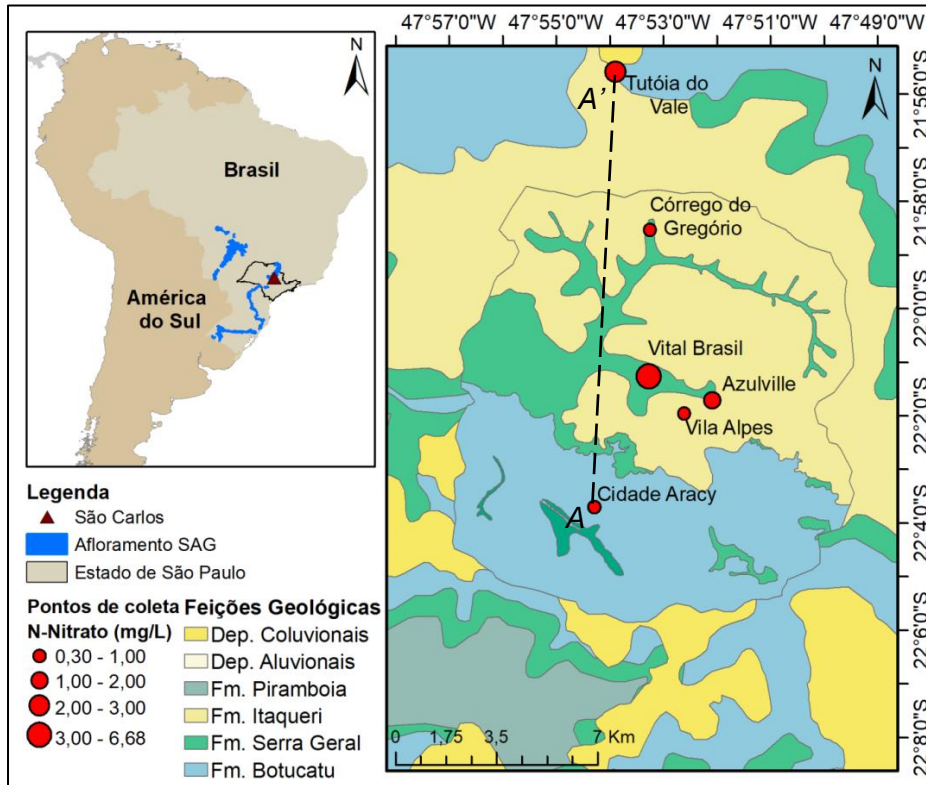 N
Brasil
América
do Sul
Legenda
São Carlos
Afloramento SAG
Estado de São Paulo
Pontos de coleta
N-Nitrato (mg/L)
0,30 - 1,00
1,00 - 2,00
2,00 - 3,00
3,00 - 6,68
Feições Geológicas
Dep. Coluvionais
Dep. Aluvionais
Fm. Piramboia
Fm. Itaqueri
Fm. Serra Geral
Fm. Botucatu
47°57'0"W 47°55'0"W 47°53'0"W 47°51'0"W 47°49'0"W
N
A'
Tutóia do
Vale
Córrego do
Gregório
Vital Brasil
Azulville
Vila Alpes
Cidade Aracy
A
0 1,75 3,5 7 Km
21°56'0"S
21°58'0"S
22°0'0"S
22°2'0"S
22°4'0"S
22°6'0"S
22°8'0"S